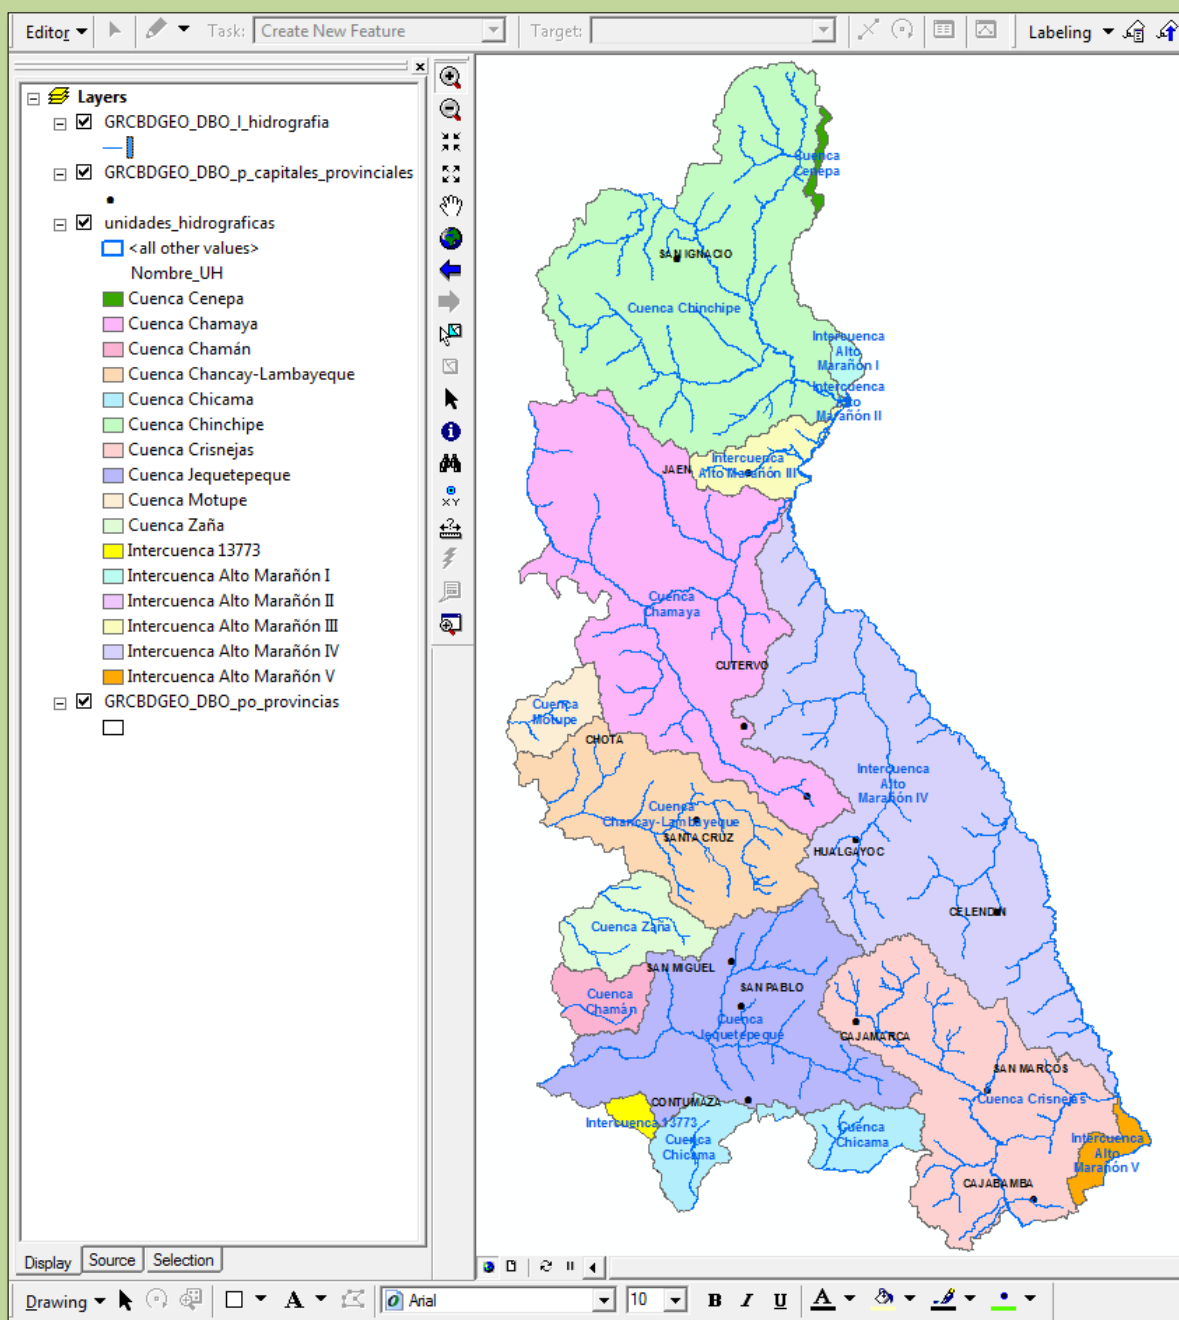 Editor
Task:
Create New Feature
Target:
Labeling
Layers
GRCBDGEO_DBO_l_hidrografia
GRCBDGEO_DBO_p_capitales_provinciales
unidades_hidrograficas
<all other values>
Nombre_UH
Cuenca Cenepa
Cuenca Chamaya
Cuenca Chamán
Cuenca Chancay-Lambayeque
Cuenca Chicama
Cuenca Chinchipe
Cuenca Crisnejas
Cuenca Jequetepeque
Cuenca Motupe
Cuenca Zaña
Intercuenca 13773
Intercuenca Alto Marañón I
Intercuenca Alto Marañón II
Intercuenca Alto Marañón III
Intercuenca Alto Marañón IV
Intercuenca Alto Marañón V
GRCBDGEO_DBO_po_provincias
Display
Source
Selection
XY
Cuenca
Cenepa
SAN IGNACIO
Cuenca Chinchipe
Intercuenca
Alto
Marañón I
Intercuenca
Alto
Marañón II
JAEN
Intercuenca
Alto Marañón III
Cuenca
Chamaya
CUTERVO
Cuenca
Motupe
CHOTA
Intercuenca
Alto
Marañón IV
Cuenca
Chancay-Lambayeque
SANTA CRUZ
HUALGAYOC
CELENDIN
Cuenca Zaña
SAN MIGUEL
SAN PABLO
Cuenca
Chamán
Cuenca
Jequetepeque
CAJAMARCA
SAN MARCOS
Cuenca Crisnejas
CONTUMAZA
Intercuenca 13773
Cuenca
Chicama
Cuenca
Chicama
Intercuenca
Alto
Marañón V
CAJABAMBA
Drawing
A
Arial
10
B
I
U
A